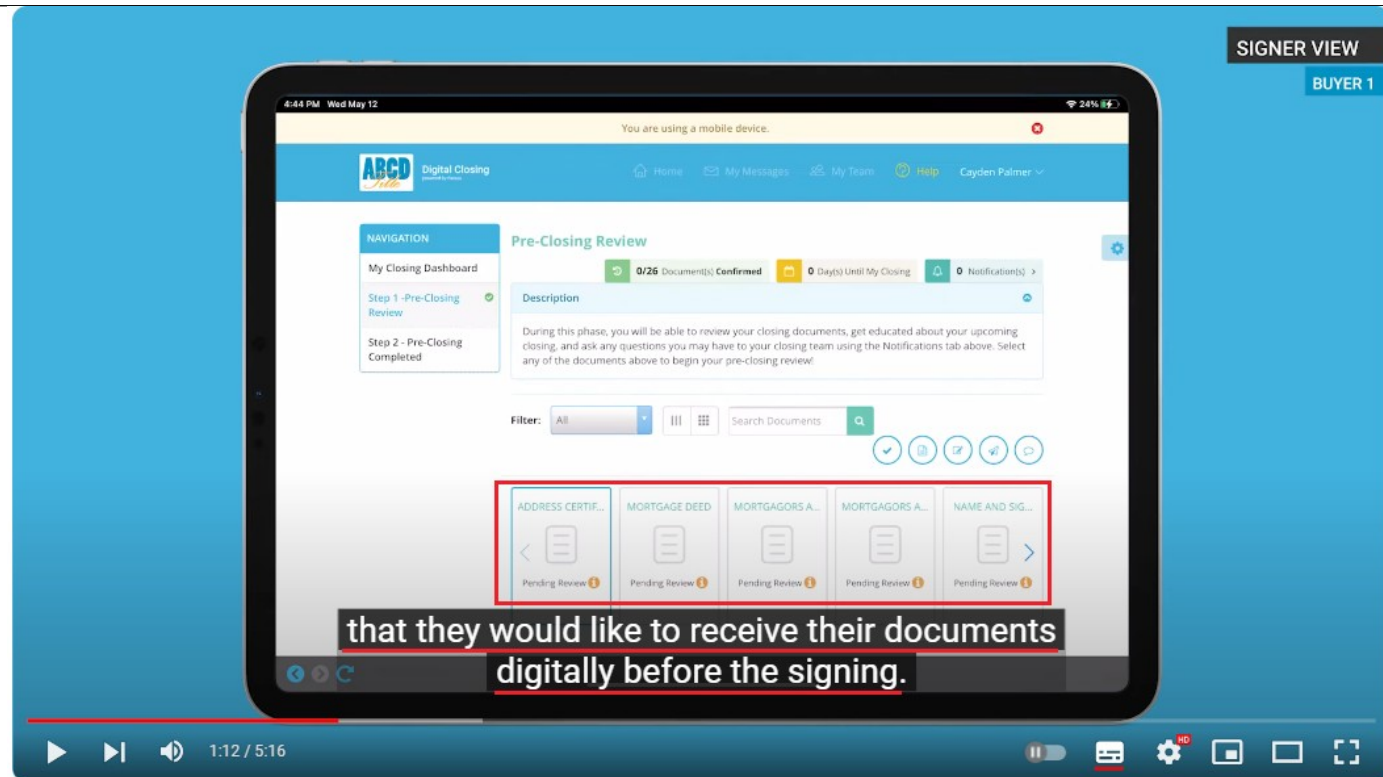 SIGNER VIEW
BUYER 1
4:44 PM Wed May 12
24%
You are using a mobile device.
ABCD
Title
Digital Closing
Home
My Messages
My Team
Help
Cayden Palmer
NAVIGATION
My Closing Dashboard
Step 1 -Pre-Closing
Review
Step 2 - Pre-Closing
Completed
Pre-Closing Review
0/26 Document(s) Confirmed
0 Day(s) Until My Closing
0 Notification(s) >
Description
During this phase, you will be able to review your closing documents, get educated about your upcoming
closing, and ask any questions you may have to your closing team using the Notifications tab above. Select
any of the documents above to begin your pre-closing review!
Filter:
All
Search Documents
ADDRESS CERTIF...
MORTGAGE DEED
MORTGAGORS A...
MORTGAGORS A...
NAME AND SIG...
Pending Review
Pending Review
Pending Review
Pending Review
Pending Review
that they would like to receive their documents
digitally before the signing.
1:12 / 5:16
HD